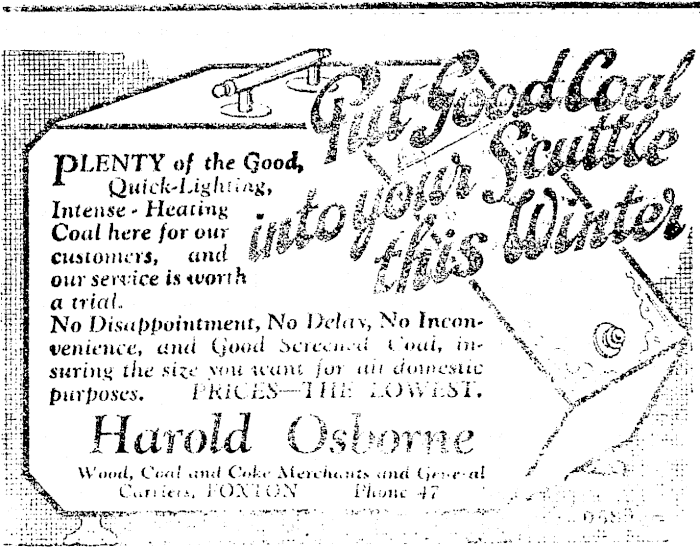 Put Good Coal
into your Scuttle
this Winter
PLENTY of the Good,
Quick-Lighting,
Intense - Heating
Coal here for our
customers, and
our service is worth
a trial.
No Disappointment, No Delay, No Incon-
venience, and Good Screened Coal, in-
suring the size you want for all domestic
purposes. PRICES—THE LOWEST.
Harold Osborne
Wood, Coal and Coke Merchants and General
Carriers, FOXTON Phone 47